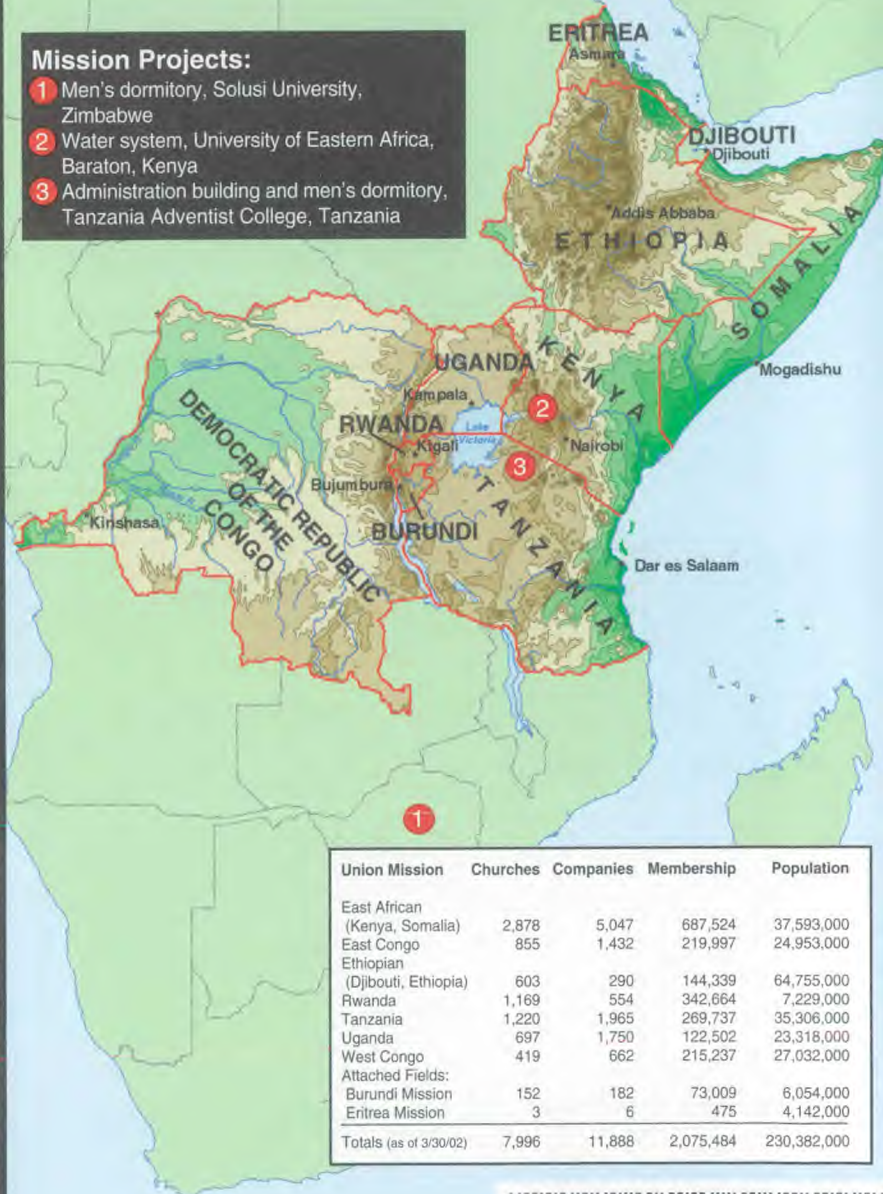 Mission Projects:
1 Men's dormitory, Solusi University,
Zimbabwe
2 Water system, University of Eastern Africa,
Baraton, Kenya
3 Administration building and men's dormitory,
Tanzania Adventist College, Tanzania
ERITREA
Asmara
DJIBOUTI
Djibouti
Addis Abbaba
ETHIOPIA
SOMALIA
Mogadishu
UGANDA
KENYA
Kampala
2
RWANDA
Lake
Victoria
Nairobi
Kigali
3
DEMOCRATIC REPUBLIC
OF THE
CONGO
Bujumbura
TANZANIA
Kinshasa
BURUNDI
Dar es Salaam
1
Union Mission Churches Companies Membership Population
East African
(Kenya, Somalia) 2,878 5,047 687,524 37,593,000
East Congo 855 1,432 219,997 24,953,000
Ethiopian
(Djibouti, Ethiopia) 603 290 144,339 64,755,000
Rwanda 1,169 554 342,664 7,229,000
Tanzania 1,220 1,965 269,737 35,306,000
Uganda 697 1,750 122,502 23,318,000
West Congo 419 662 215,237 27,032,000
Attached Fields:
Burundi Mission 152 182 73,009 6,054,000
Eritrea Mission 3 6 475 4,142,000
Totals (as of 3/30/02) 7,996 11,888 2,075,484 230,382,000